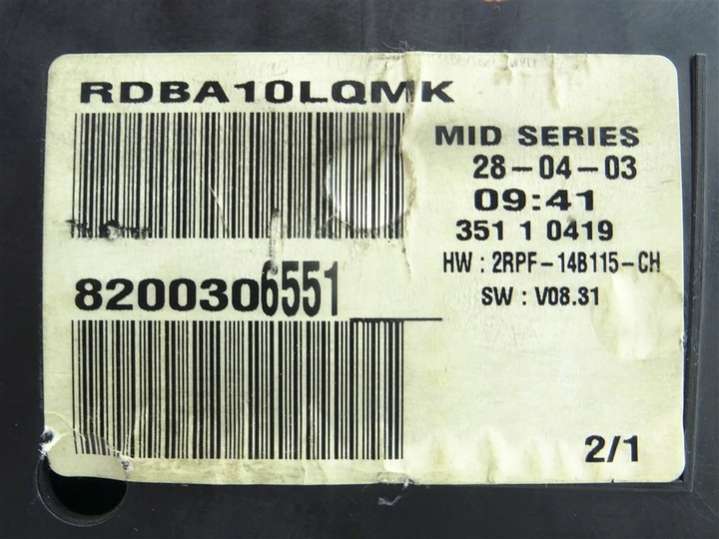 RDBA10LQMK
MID SERIES
28-04-03
09:41
351 1 0419
HW : 2RPF-14B115-CH
8200306551
SW : V08.31
2/1